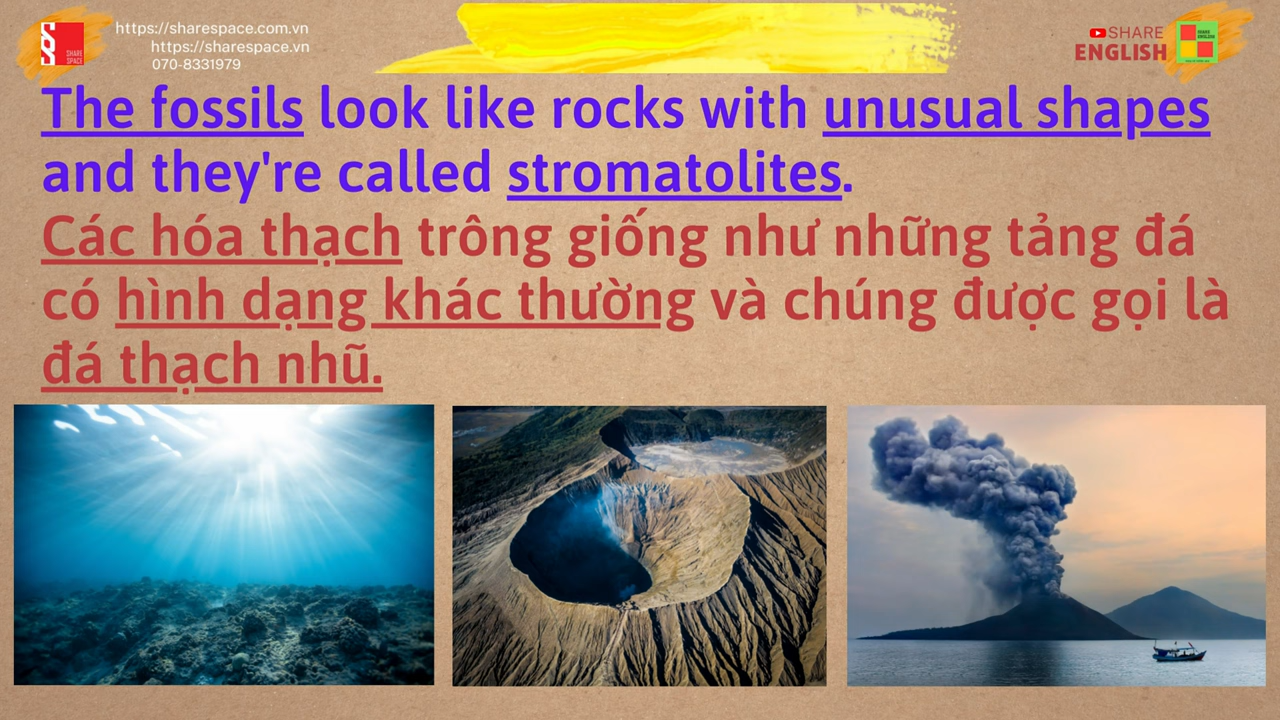 https://sharespace.com.vn
https://sharespace.vn
070-8331979
SHARE
SPACE
SHARE
ENGLISH
The fossils look like rocks with unusual shapes
and they're called stromatolites.
Các hóa thạch trông giống như những tảng đá
có hình dạng khác thường và chúng được gọi là
đá thạch nhũ.